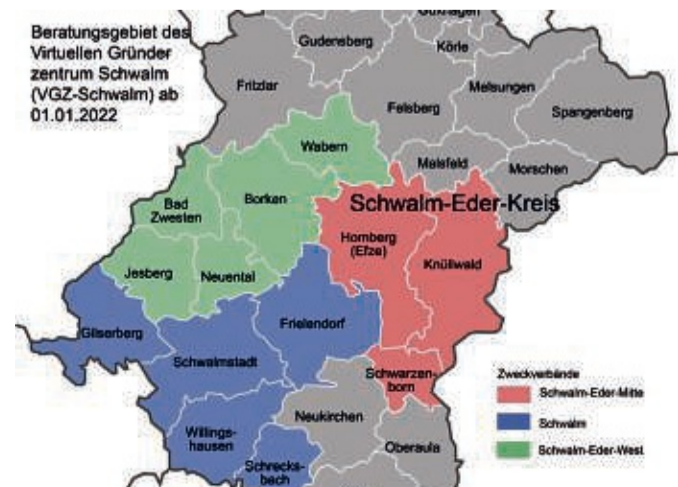 Beratungsgebiet des
Virtuellen Gründer
zentrum Schwalm
(VGZ-Schwalm) ab
01.01.2022
Guxhagen
Gudensberg
Körle
Fritzlar
Melsungen
Felsberg
Spangenberg
Wabern
Malsfeld
Morschen
Bad
Zwesten
Borken
Schwalm-Eder-Kreis
Homberg
(Efze)
Knüllwald
Jesberg
Neuental
Gilserberg
Frielendorf
Schwalmstadt
Schwarzen-
born
Neukirchen
Willings-
hausen
Oberaula
Schrecks-
bach
Zweckverbände
Schwalm-Eder-Mitte
Schwalm
Schwalm-Eder-West